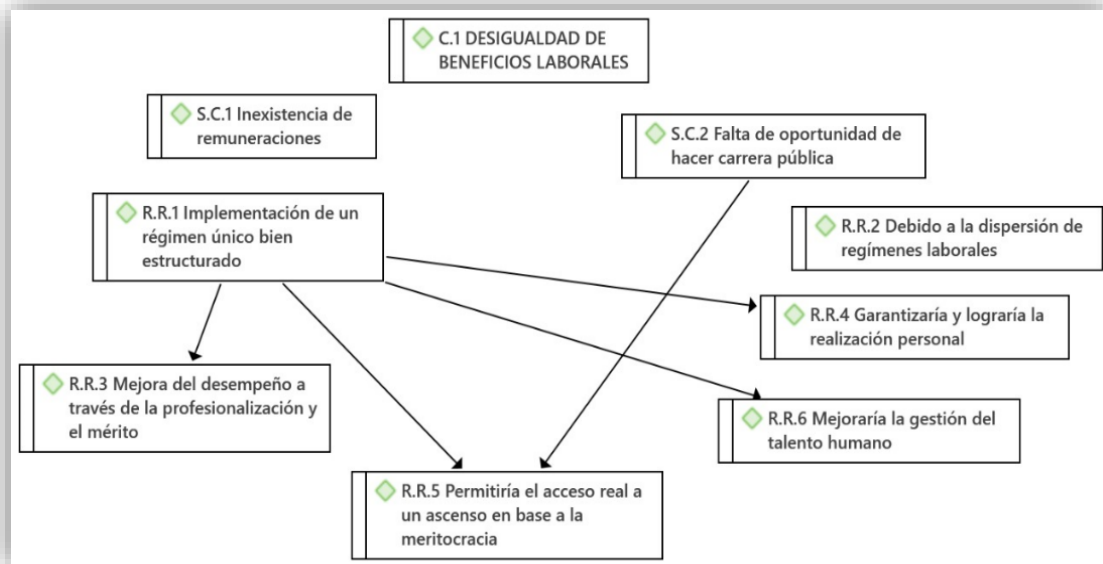 C.1 DESIGUALDAD DE
BENEFICIOS LABORALES
S.C.1 Inexistencia de
remuneraciones
S.C.2 Falta de oportunidad de
hacer carrera pública
R.R.1 Implementación de un
régimen único bien
estructurado
R.R.2 Debido a la dispersión de
regímenes laborales
R.R.4 Garantizaría y lograría la
realización personal
R.R.3 Mejora del desempeño a
través de la profesionalización y
el mérito
R.R.6 Mejoraría la gestión del
talento humano
R.R.5 Permitiría el acceso real a
un ascenso en base a la
meritocracia